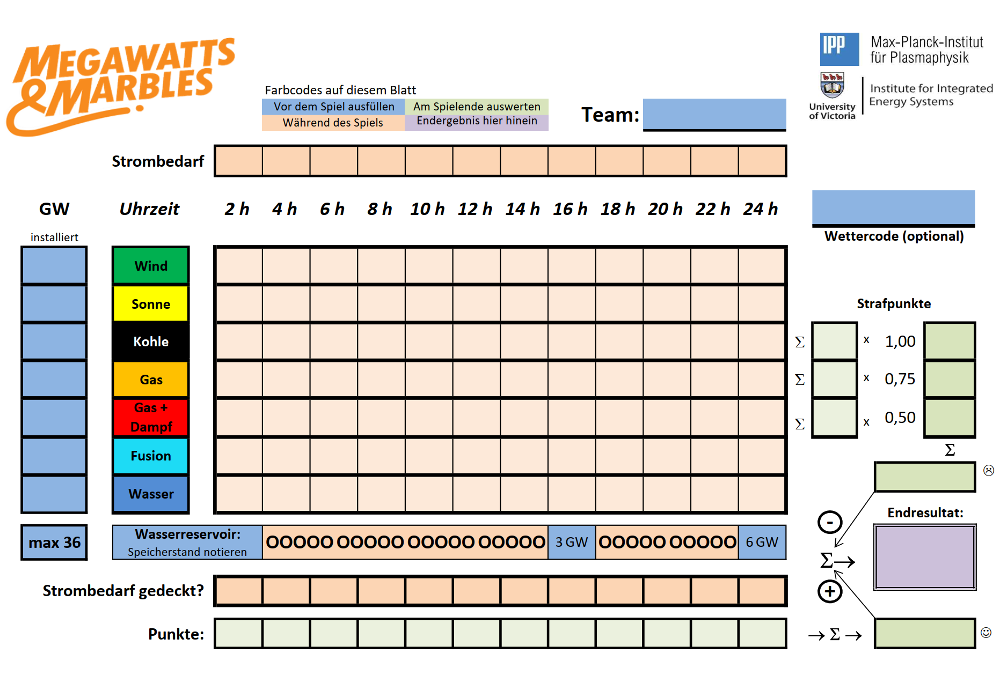 MEGAWATTS
&MARBLES
IPP
Max-Planck-Institut
für Plasmaphysik
University
of Victoria
Institute for Integrated
Energy Systems
Farbcodes auf diesem Blatt
Vor dem Spiel ausfüllen Am Spielende auswerten
Während des Spiels Endergebnis hier hinein
Team:
Strombedarf
GW Uhrzeit 2 h 4 h 6 h 8 h 10 h 12 h 14 h 16 h 18 h 20 h 22 h 24 h
installiert
Wettercode (optional)
Wind
Sonne
Strafpunkte
Kohle Σ x 1,00
Gas Σ x 0,75
Gas +
Dampf Σ x 0,50
Σ
Fusion
☹
Wasser
Endresultat:
-
max 36
Wasserreservoir:
Speicherstand notieren
OOOOO OOOOO OOOOO OOOOO 3 GW OOOOO OOOOO 6 GW
Σ→
+
Strombedarf gedeckt?
Punkte: → Σ → ☺